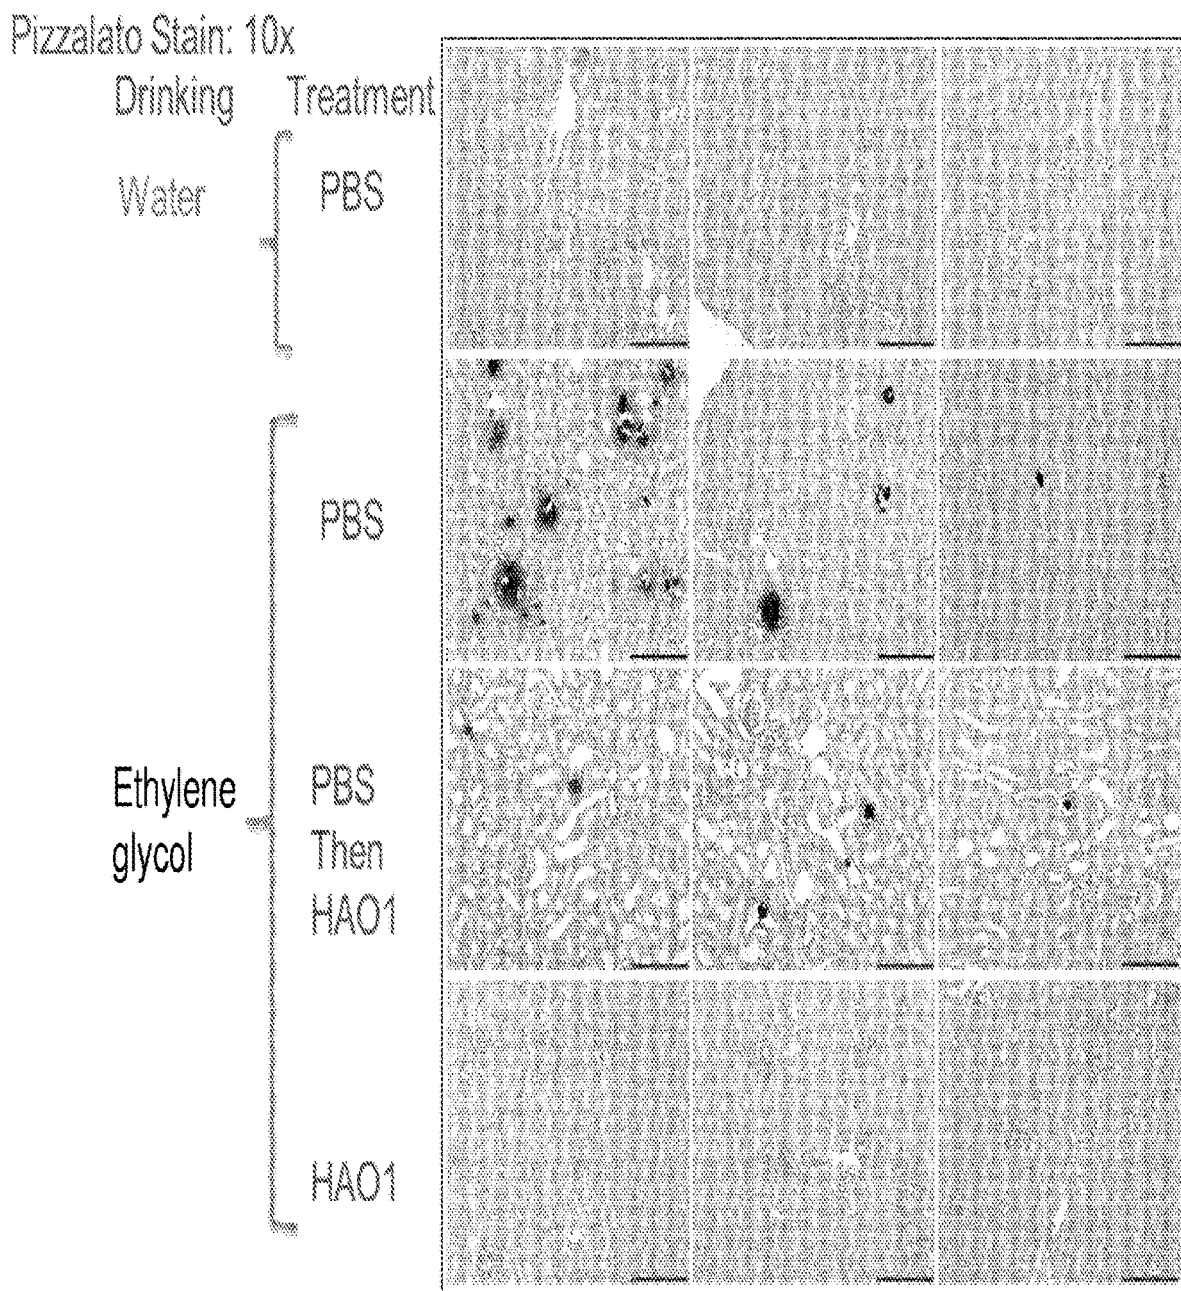 Pizzalato Stain: 10x
Drinking Treatment
Water PBS
PBS
Ethylene
glycol
PBS
Then
HAO1
HAO1